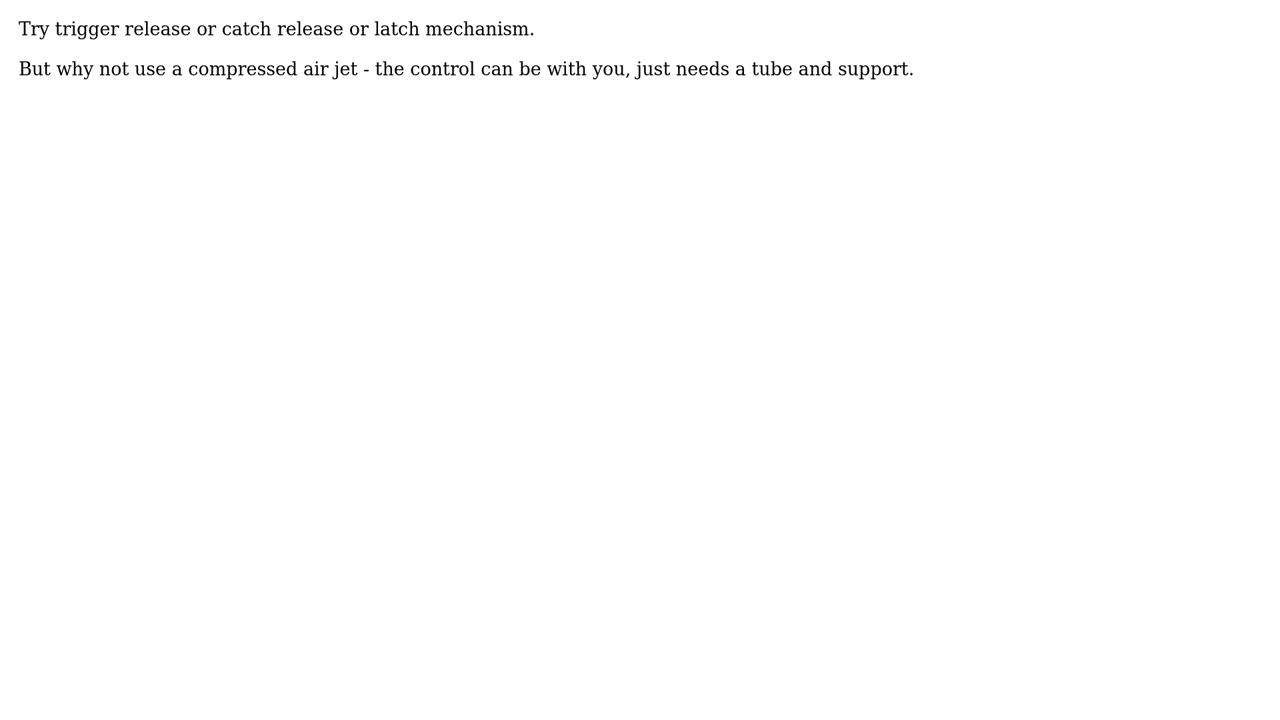 Try trigger release or catch release or latch mechanism.
But why not use a compressed air jet - the control can be with you, just needs a tube and support.